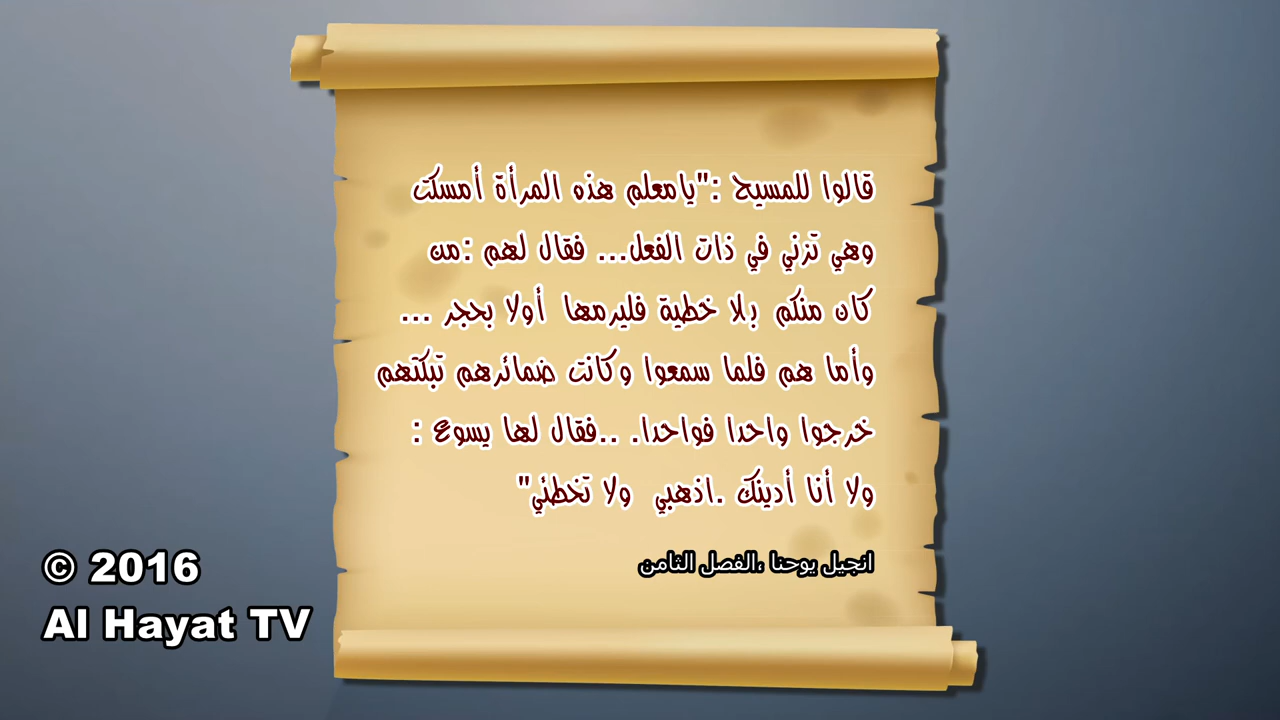 قالوا للمسيح :"يامعلم هذه المرأة أمسكت
وهي تزني في ذات الفعل... فقال لهم :من
كان منكم بلا خطية فليرمها أولا بحجر ...
وأما هم فلما سمعوا وكانت ضمائرهم تبكتهم
خرجوا واحدا فواحدا. ..فقال لها يسوع :
ولا أنا أدينك .اذهبي ولا تخطئي"
انجيل يوحنا ،الفصل الثامن
© 2016
Al Hayat TV